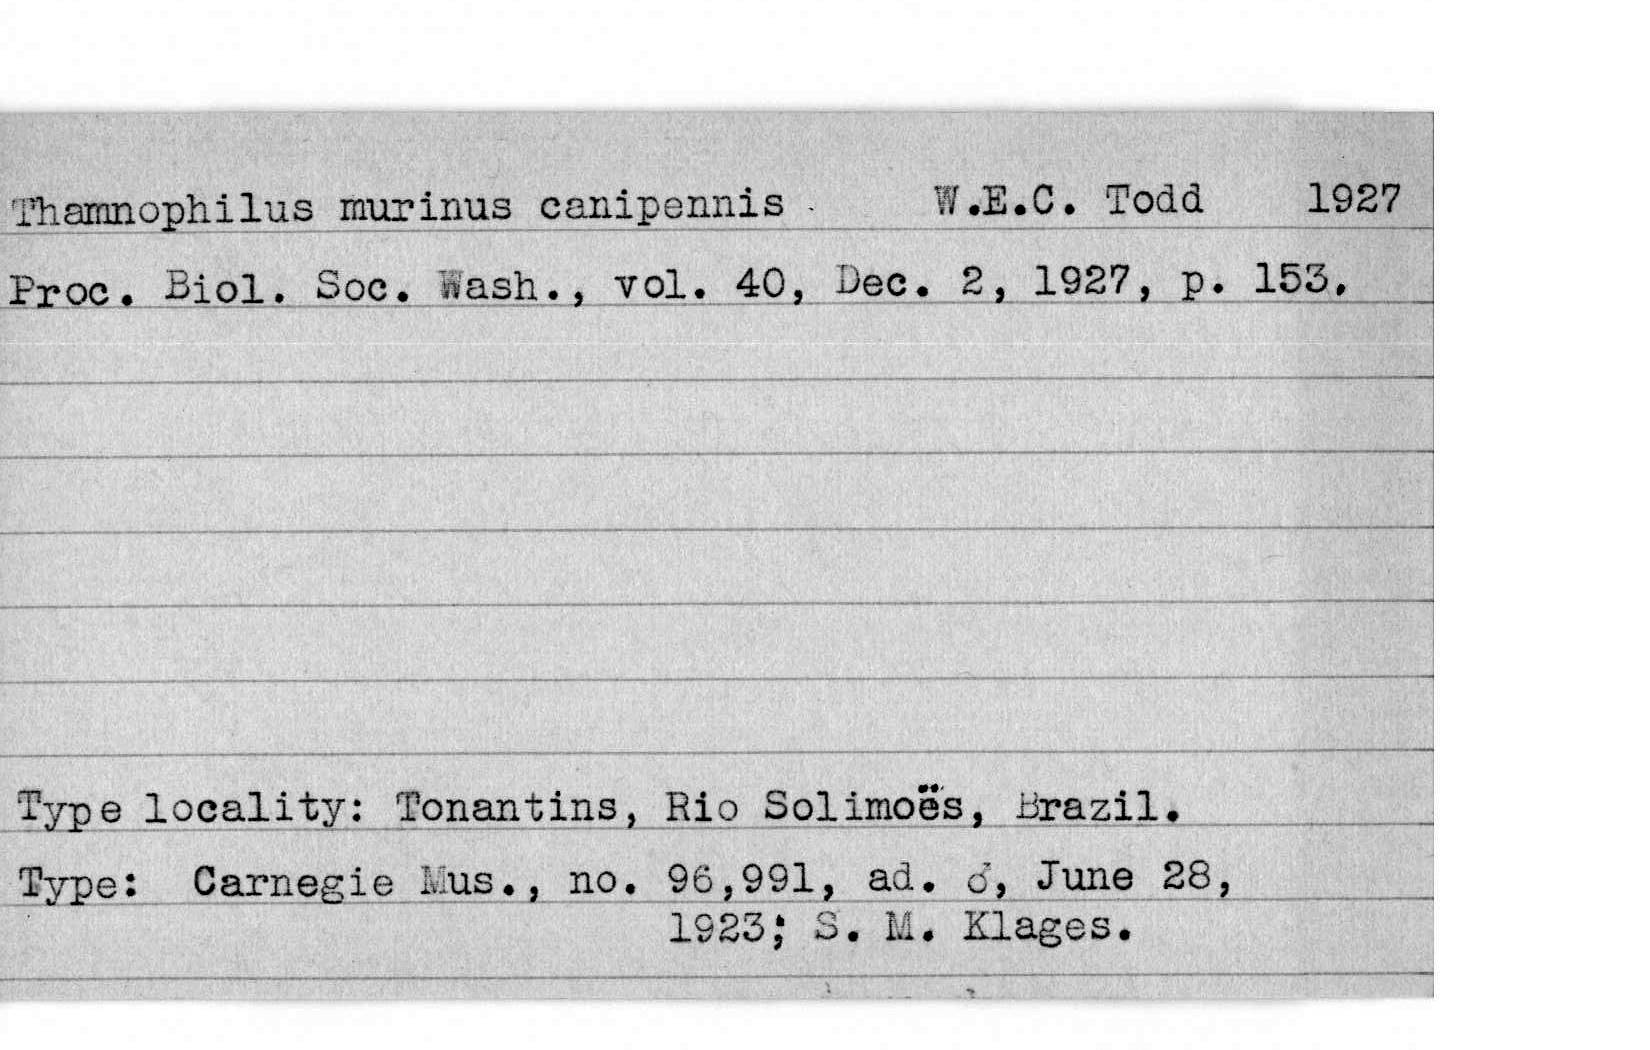 Thamnophilus murinus canipennis W.E.C. Todd 1927
Proc. Biol. Soc. Wash., vol. 40, Dec. 2, 1927, p. 153.
Type locality: Tonantins, Rio Solimoës, Brazil.
Type: Carnegie Mus., no. 96,991, ad. ♂, June 28,
1923; S. M. Klages.